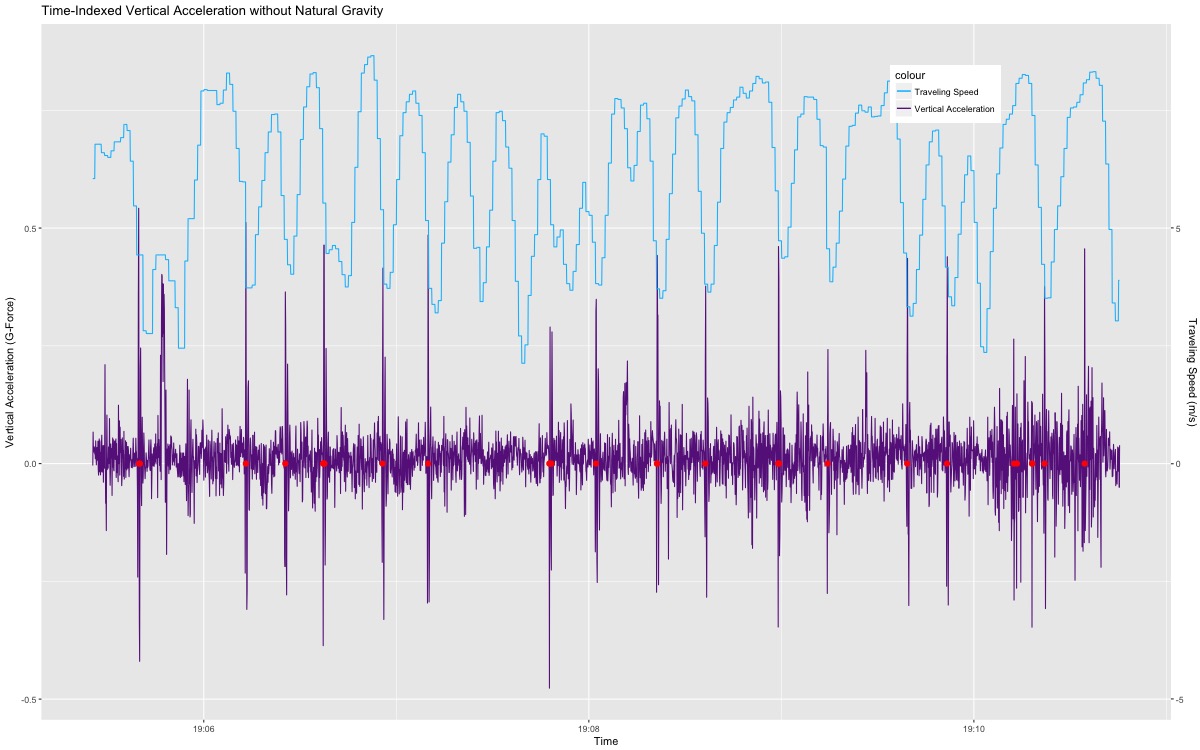 Time-Indexed Vertical Acceleration without Natural Gravity
colour
Traveling Speed
Vertical Acceleration
Vertical Acceleration (G-Force)
0.5
0.0
-0.5
5
0
-5
Traveling Speed (m/s)
19:06
19:08
19:10
Time